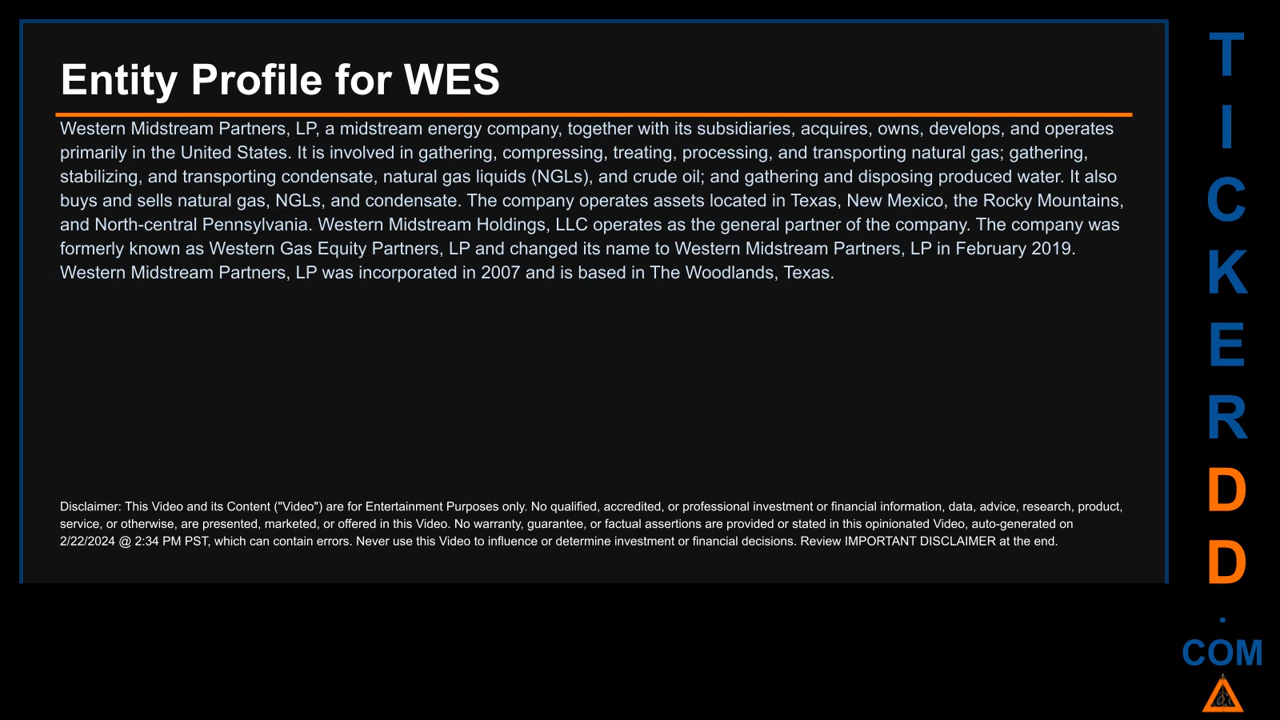 Entity Profile for WES
Western Midstream Partners, LP, a midstream energy company, together with its subsidiaries, acquires, owns, develops, and operates
primarily in the United States. It is involved in gathering, compressing, treating, processing, and transporting natural gas; gathering,
stabilizing, and transporting condensate, natural gas liquids (NGLs), and crude oil; and gathering and disposing produced water. It also
buys and sells natural gas, NGLs, and condensate. The company operates assets located in Texas, New Mexico, the Rocky Mountains,
and North-central Pennsylvania. Western Midstream Holdings, LLC operates as the general partner of the company. The company was
formerly known as Western Gas Equity Partners, LP and changed its name to Western Midstream Partners, LP in February 2019.
Western Midstream Partners, LP was incorporated in 2007 and is based in The Woodlands, Texas.
Disclaimer: This Video and its Content ("Video") are for Entertainment Purposes only. No qualified, accredited, or professional investment or financial information, data, advice, research, product,
service, or otherwise, are presented, marketed, or offered in this Video. No warranty, guarantee, or factual assertions are provided or stated in this opinionated Video, auto-generated on
2/22/2024 @ 2:34 PM PST, which can contain errors. Never use this Video to influence or determine investment or financial decisions. Review IMPORTANT DISCLAIMER at the end.
T
I
C
K
E
R
D
D
.
COM